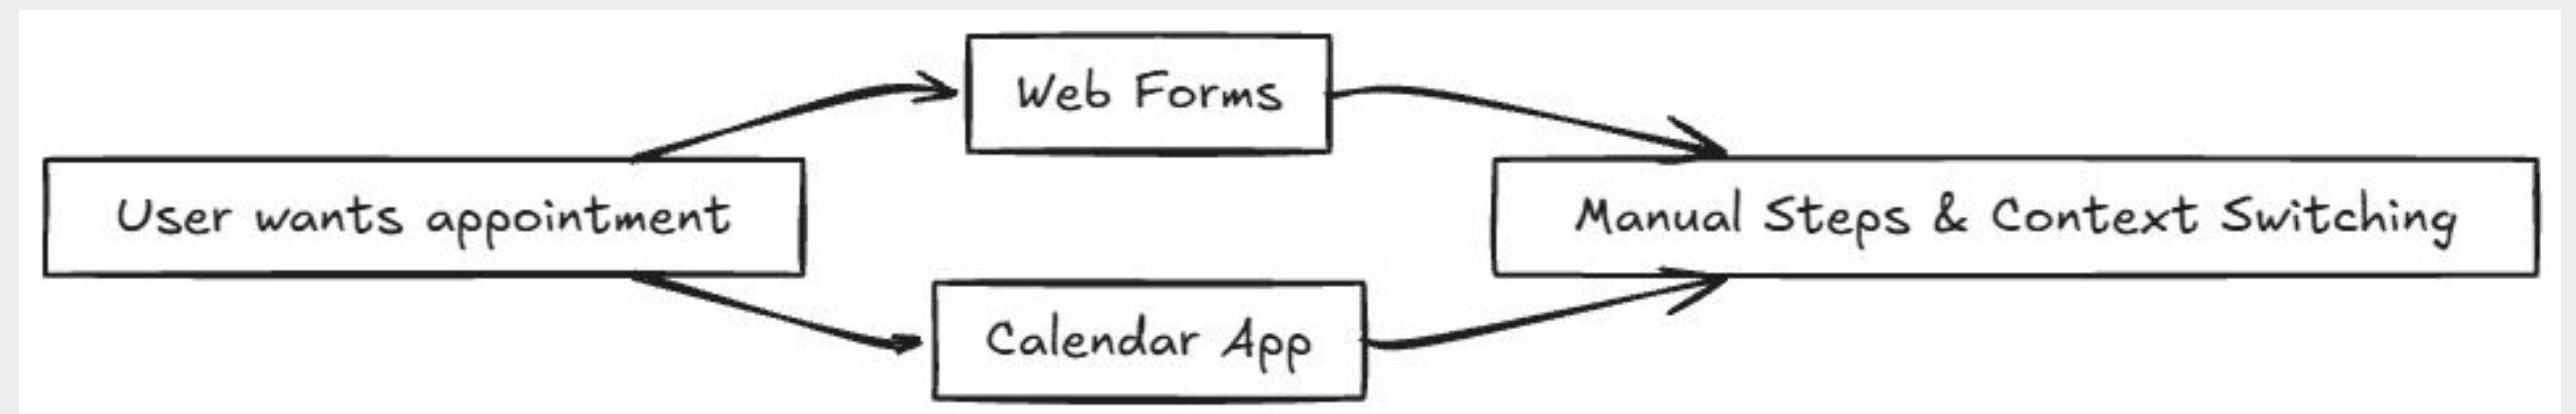 Web Forms
User wants appointment
Manual Steps & Context Switching
Calendar App